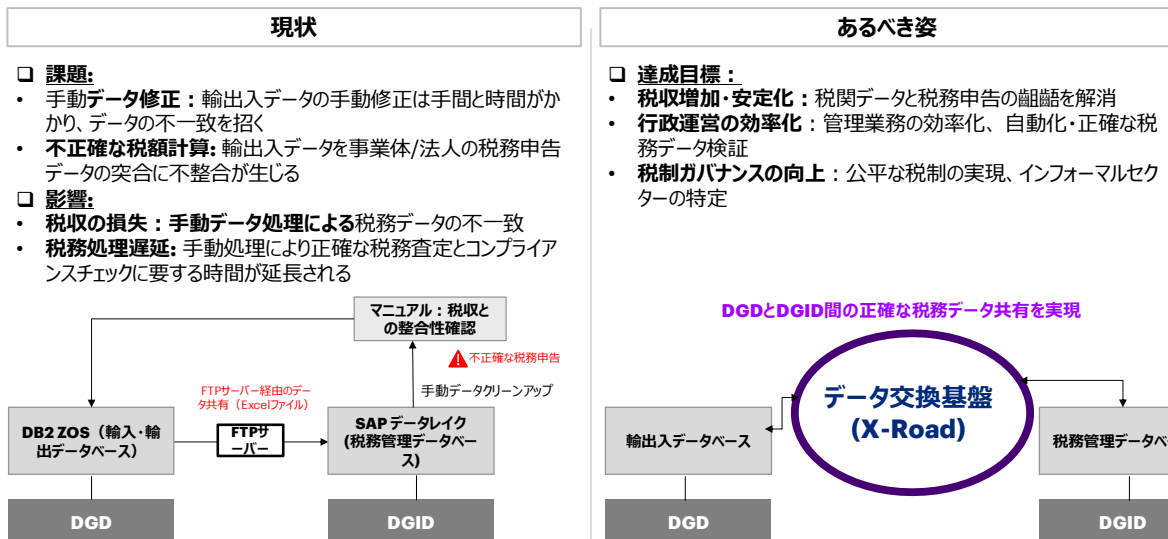 現状
❑ 課題:
• 手動データ修正：輸出入データの手動修正は手間と時間がか
かり、データの不一致を招く
• 不正確な税額計算: 輸出入データを事業体/法人の税務申告
データの突合に不整合が生じる
❑ 影響:
• 税収の損失：手動データ処理による税務データの不一致
• 税務処理遅延: 手動処理により正確な税務査定とコンプライア
ンスチェックに要する時間が延長される
マニュアル：税収と
の整合性確認
不正確な税務申告
手動データクリーンアップ
FTPサーバー経由のデー
タ共有（Excelファイル）
DB2 ZOS（輸入・輸
出データベース）
FTPサ
ーバー
SAP データレイク
(税務管理データベー
ス)
DGD
DGID
あるべき姿
❑ 達成目標：
• 税収増加・安定化：税関データと税務申告の齟齬を解消
• 行政運営の効率化：管理業務の効率化、自動化・正確な税
務データ検証
• 税制ガバナンスの向上：公平な税制の実現、インフォーマルセク
ターの特定
DGDとDGID間の正確な税務データ共有を実現
データ交換基盤
(X-Road)
輸出入データベース
税務管理データベ
DGD
DGID